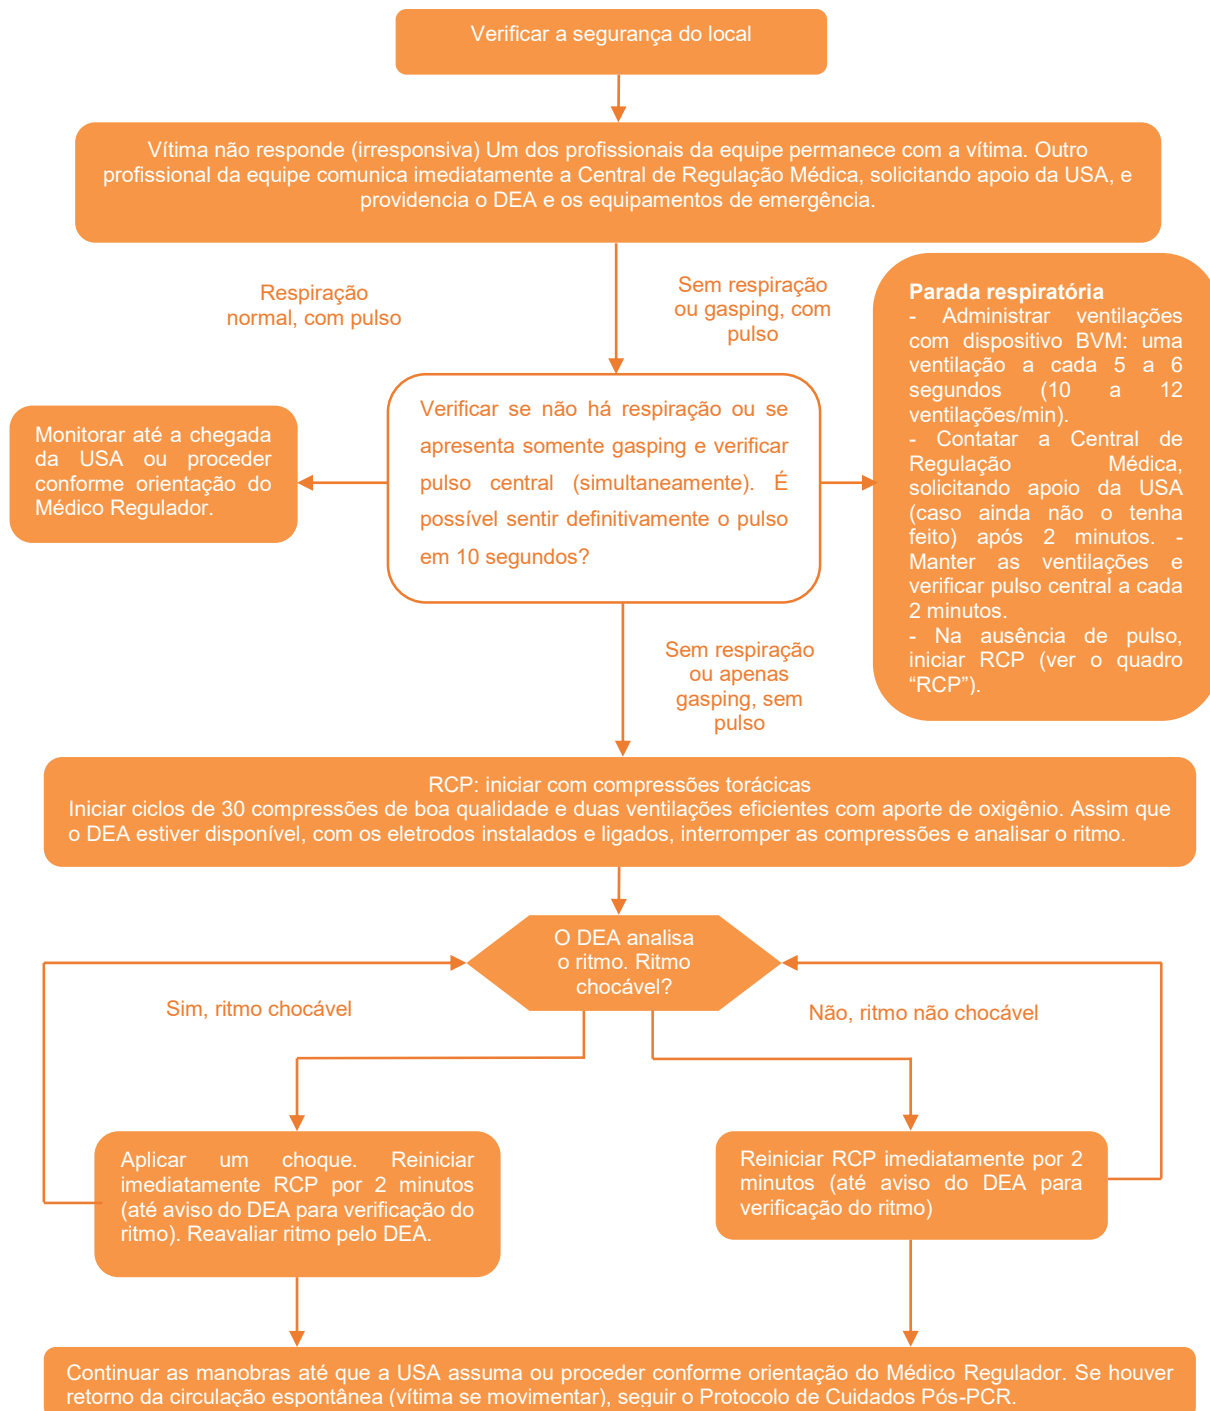 Verificar a segurança do local
Vítima não responde (irresponsiva) Um dos profissionais da equipe permanece com a vítima. Outro
profissional da equipe comunica imediatamente a Central de Regulação Médica, solicitando apoio da USA, e
providencia o DEA e os equipamentos de emergência.
Respiração
normal, com pulso
Sem respiração
ou gasping, com
pulso
Verificar se não há respiração ou se
apresenta somente gasping e verificar
pulso central (simultaneamente). É
possível sentir definitivamente o pulso
em 10 segundos?
Monitorar até a chegada
da USA ou proceder
conforme orientação do
Médico Regulador.
Parada respiratória
- Administrar ventilações
com dispositivo BVM: uma
ventilação a cada 5 a 6
segundos (10 a 12
ventilações/min).
- Contatar a Central de
Regulação Médica,
solicitando apoio da USA
(caso ainda não o tenha
feito) após 2 minutos. -
Manter as ventilações e
verificar pulso central a cada
2 minutos.
- Na ausência de pulso,
iniciar RCP (ver o quadro
“RCP”).
Sem respiração
ou apenas
gasping, sem
pulso
RCP: iniciar com compressões torácicas
Iniciar ciclos de 30 compressões de boa qualidade e duas ventilações eficientes com aporte de oxigênio. Assim que
o DEA estiver disponível, com os eletrodos instalados e ligados, interromper as compressões e analisar o ritmo.
O DEA analisa
o ritmo. Ritmo
chocável?
Sim, ritmo chocável
Não, ritmo não chocável
Aplicar um choque. Reiniciar
imediatamente RCP por 2 minutos
(até aviso do DEA para verificação do
ritmo). Reavaliar ritmo pelo DEA.
Reiniciar RCP imediatamente por 2
minutos (até aviso do DEA para
verificação do ritmo)
Continuar as manobras até que a USA assuma ou proceder conforme orientação do Médico Regulador. Se houver
retorno da circulação espontânea (vítima se movimentar), seguir o Protocolo de Cuidados Pós-PCR.